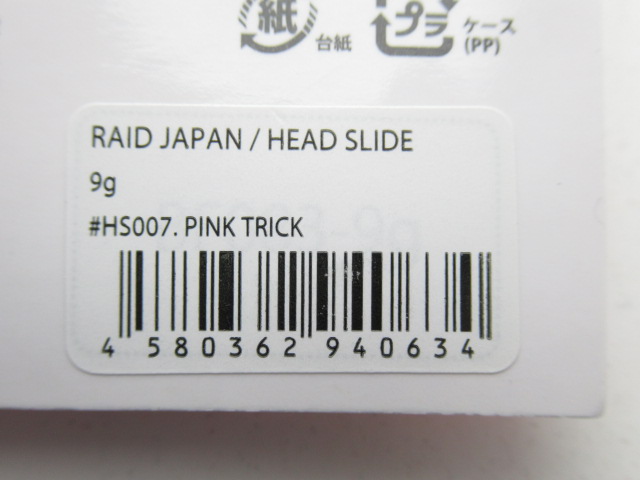 紙 台紙
プラ ケース
(PP)
RAID JAPAN / HEAD SLIDE
9g
#HS007. PINK TRICK
4 580362 940634